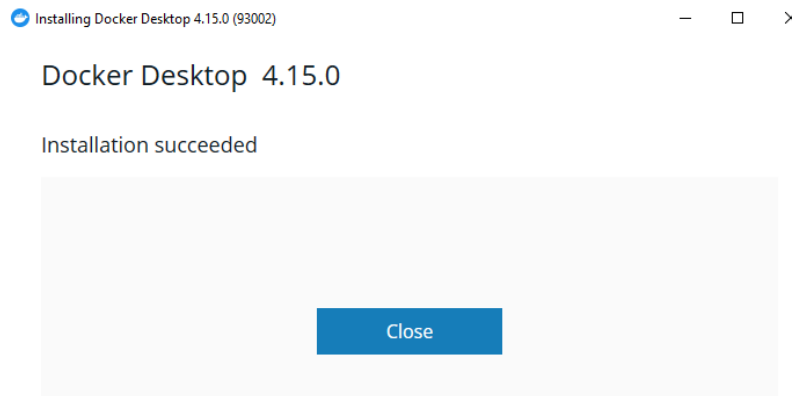 Installing Docker Desktop 4.15.0 (93002)
Docker Desktop 4.15.0
Installation succeeded
Close